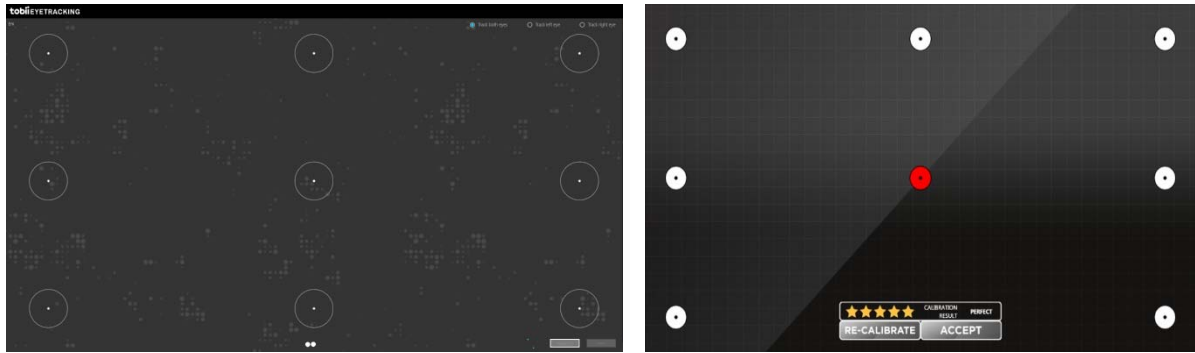 tobii EYETRACKING
Track both eyes
Track left eye
Track right eye
CALIBRATION
RESULT
PERFECT
RE-CALIBRATE
ACCEPT